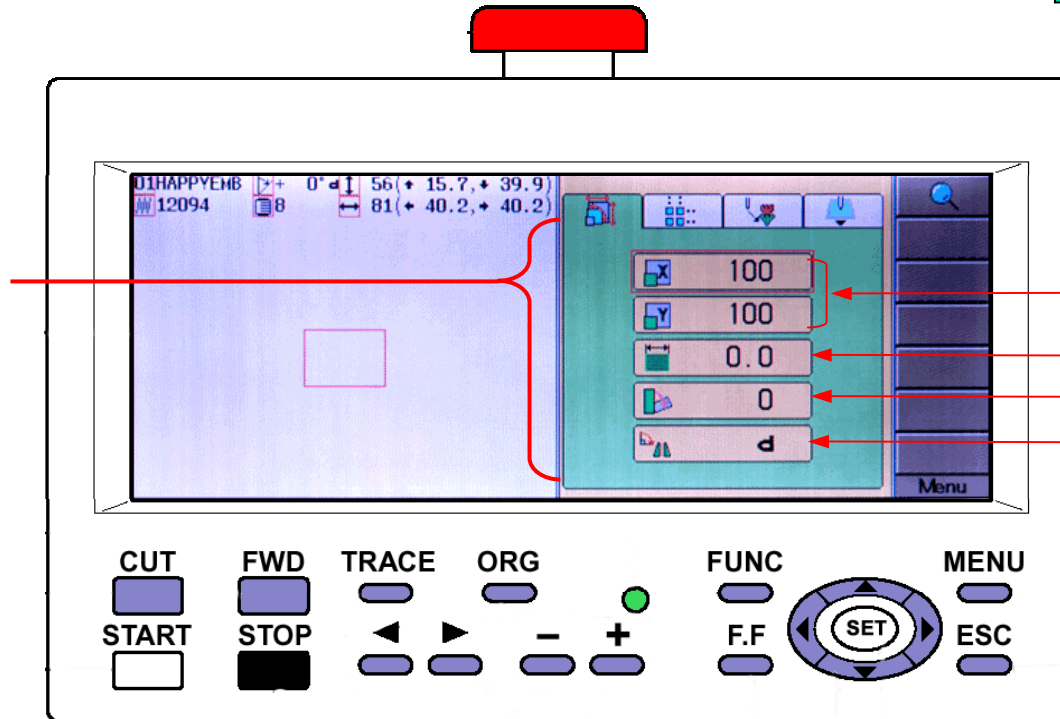 01HAPPYEMB + 0° d 56(↑ 15.7,↓ 39.9)
12094 8 ↔ 81(← 40.2,→ 40.2)
X 100
Y 100
0.0
0
d
Menu
CUT FWD TRACE ORG FUNC MENU
START STOP ◀ ▶ − + F.F SET ESC